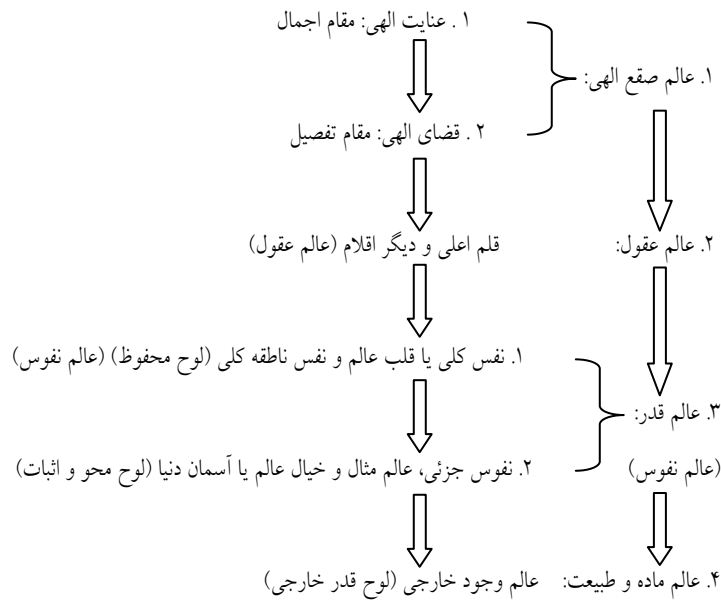 ۱. عنایت الهی: مقام اجمال
۱. عالم صقع الهی:
۲. قضای الهی: مقام تفصیل
۲. عالم عقول: قلم اعلی و دیگر اقلام (عالم عقول)
۱. نفس کلی یا قلب عالم و نفس ناطقه کلی (لوح محفوظ) (عالم نفوس)
۳. عالم قدر:
(عالم نفوس) ۲. نفوس جزئی، عالم مثال و خیال عالم یا آسمان دنیا (لوح محو و اثبات)
۴. عالم ماده و طبیعت: عالم وجود خارجی (لوح قدر خارجی)